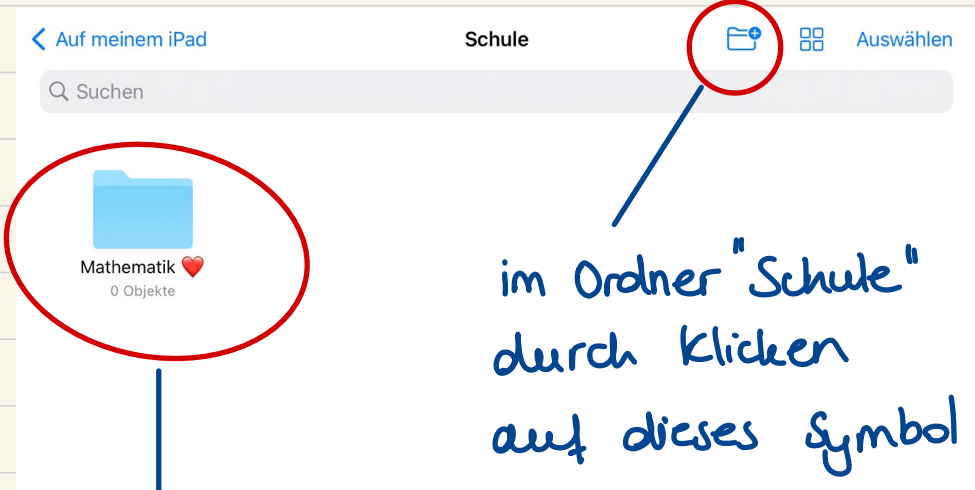 Auf meinem iPad Schule Auswählen
Suchen
Mathematik ❤️
0 Objekte
im Ordner "Schule"
durch Klicken
auf dieses Symbol